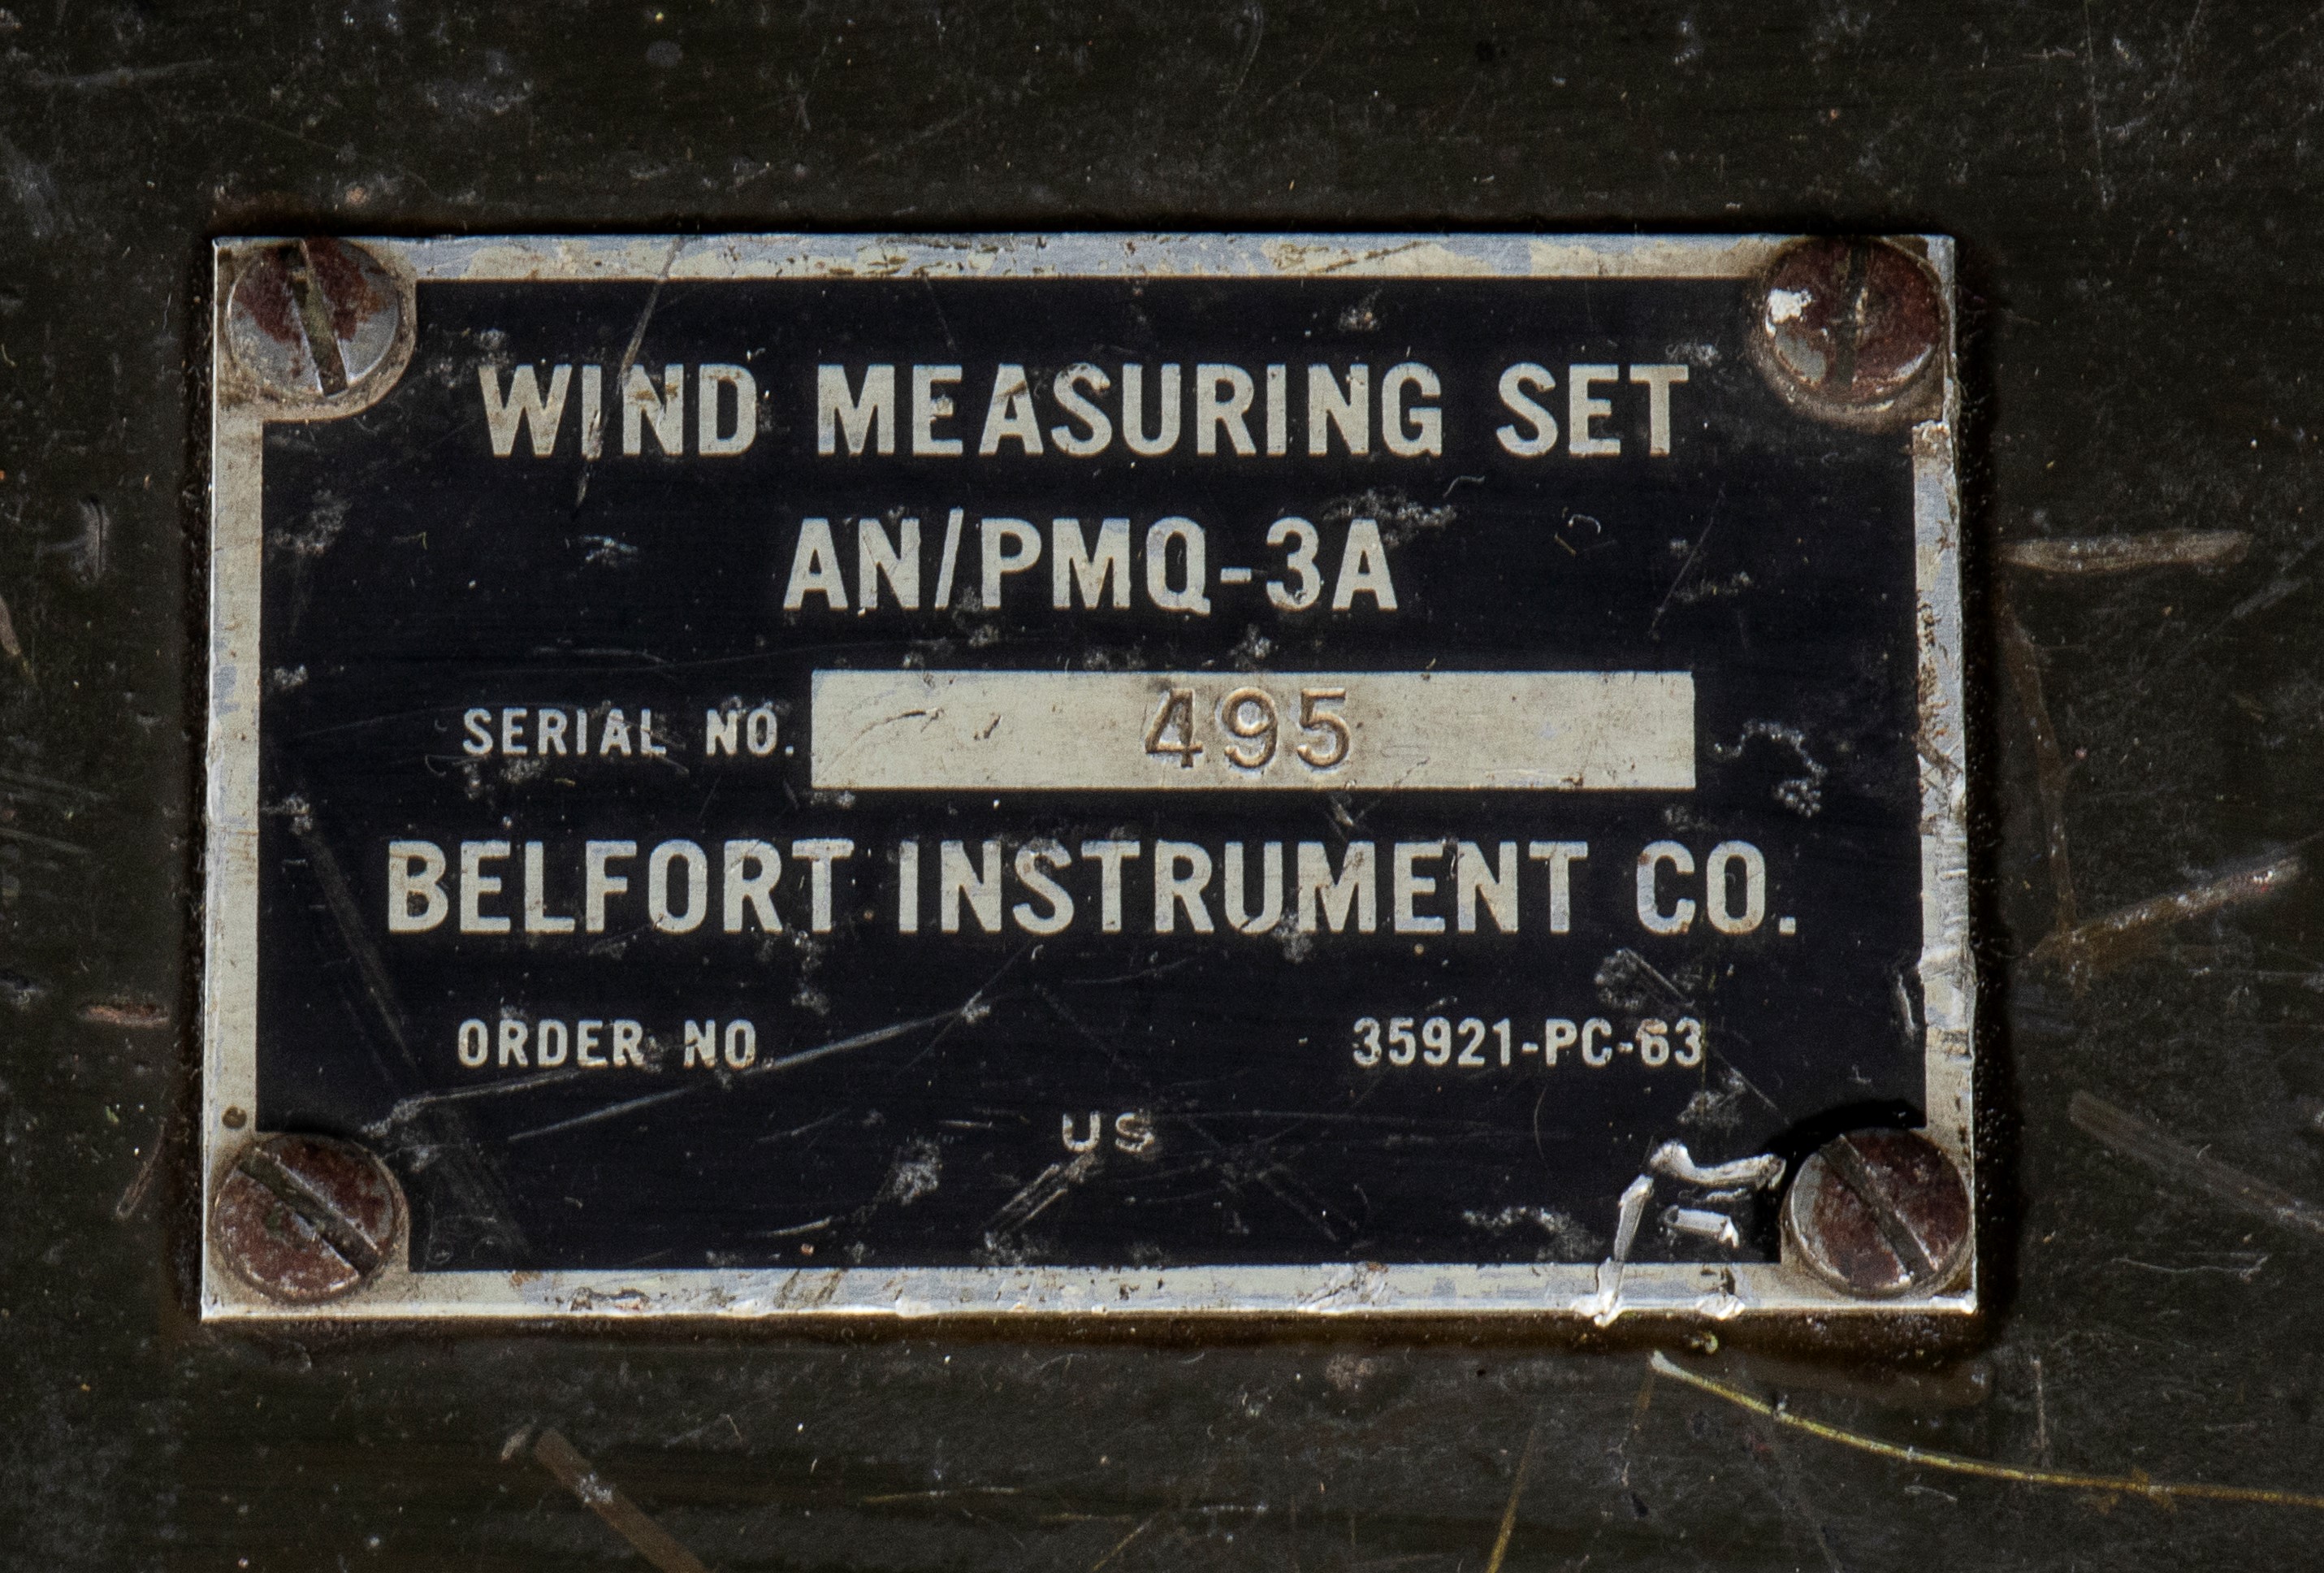 WIND MEASURING SET
AN/PMQ-3A
SERIAL NO. 495
BELFORT INSTRUMENT CO.
ORDER NO 35921-PC-63
US